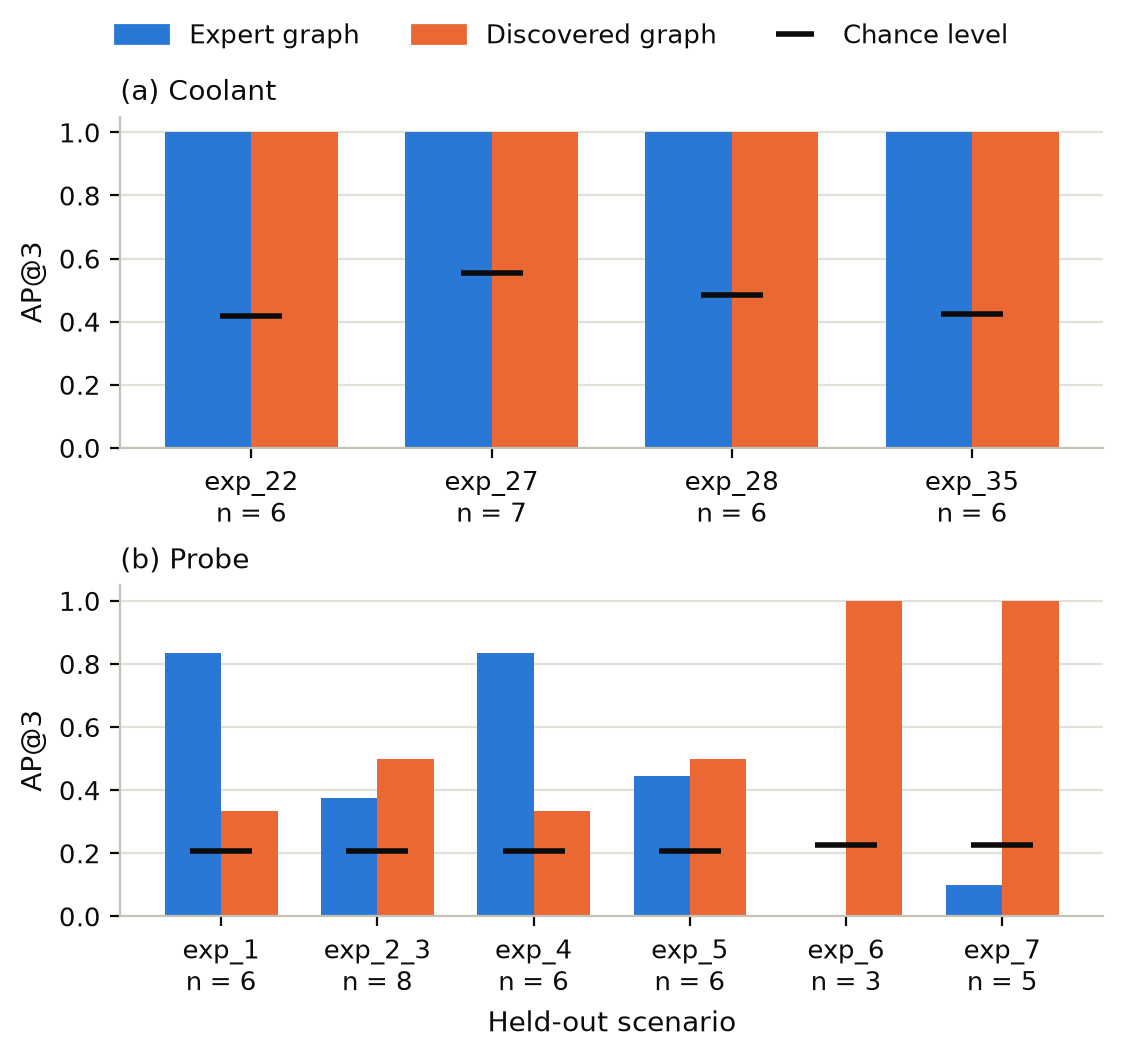 Expert graph Discovered graph Chance level
(a) Coolant
AP@3
1.0
0.8
0.6
0.4
0.2
0.0
exp_22 exp_27 exp_28 exp_35
n = 6 n = 7 n = 6 n = 6
(b) Probe
AP@3
1.0
0.8
0.6
0.4
0.2
0.0
exp_1 exp_2_3 exp_4 exp_5 exp_6 exp_7
n = 6 n = 8 n = 6 n = 6 n = 3 n = 5
Held-out scenario